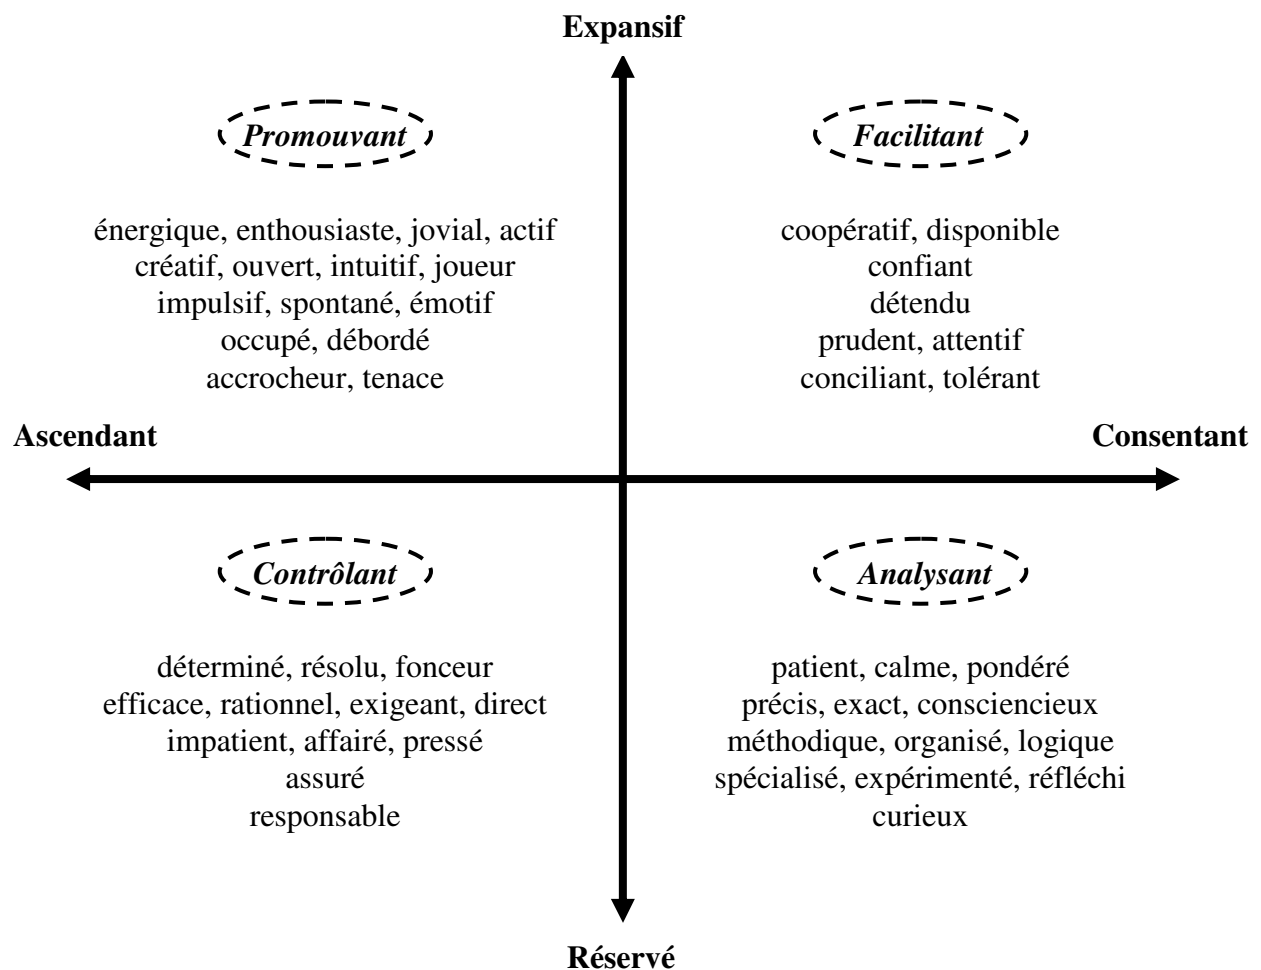 Expansif
Promouvant
énergique, enthousiaste, jovial, actif
créatif, ouvert, intuitif, joueur
impulsif, spontané, émotif
occupé, débordé
accrocheur, tenace
Facilitant
coopératif, disponible
confiant
détendu
prudent, attentif
conciliant, tolérant
Ascendant
Consentant
Contrôlant
déterminé, résolu, fonceur
efficace, rationnel, exigeant, direct
impatient, affairé, pressé
assuré
responsable
Analysant
patient, calme, pondéré
précis, exact, consciencieux
méthodique, organisé, logique
spécialisé, expérimenté, réfléchi
curieux
Réservé